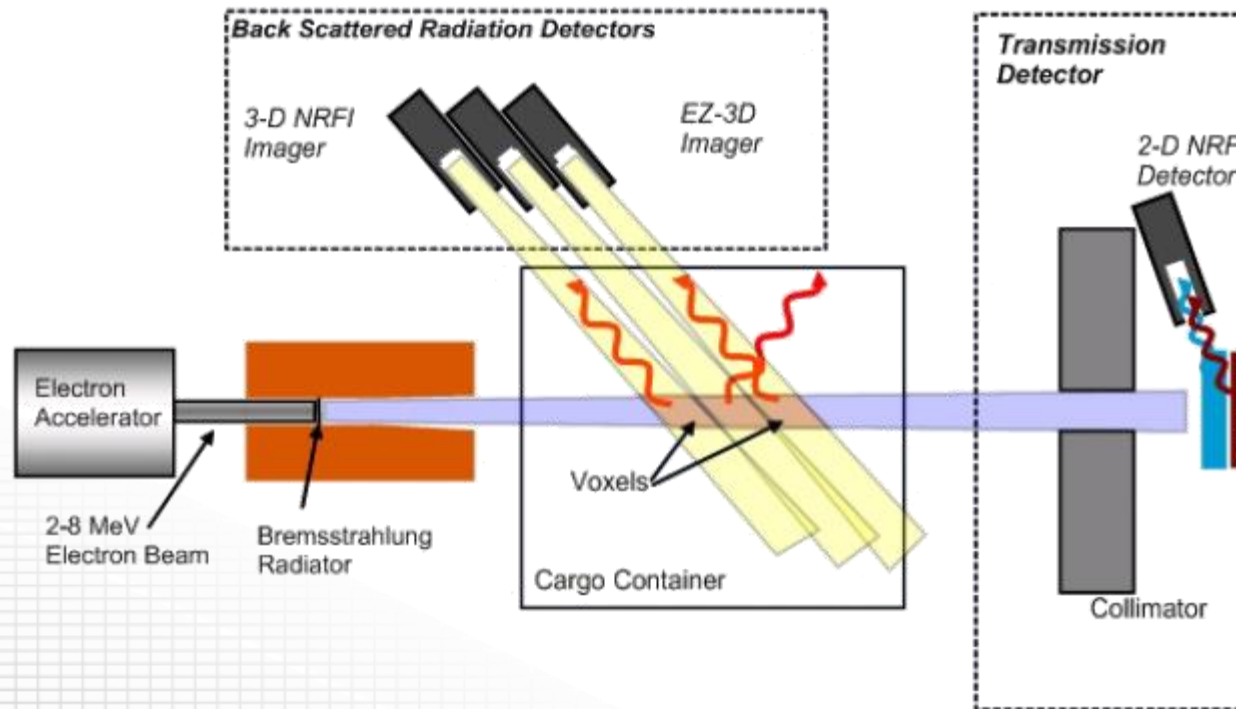 Back Scattered Radiation Detectors
3-D NRFI
Imager
EZ-3D
Imager
Transmission
Detector
2-D NRF
Detector
Electron
Accelerator
2-8 MeV
Electron Beam
Bremsstrahlung
Radiator
Voxels
Cargo Container
Collimator